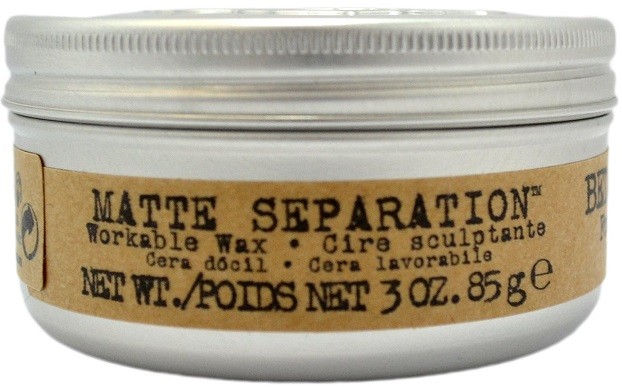 MATTE SEPARATION™
Workable Wax • Cire sculptante
Cera dócil • Cera lavorabile
NET WT./POIDS NET 3 OZ. 85g e